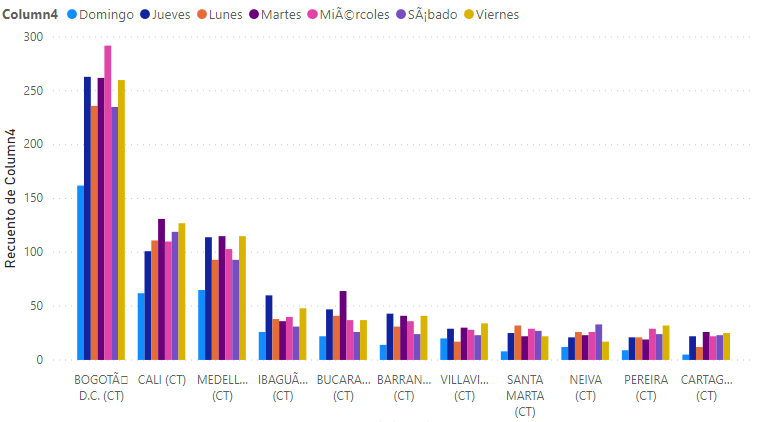 Column4 Domingo Jueves Lunes Martes MiÃ©rcoles SÃ¡bado Viernes
300
250
200
150
100
50
0
Recuento de Column4
BOGOTÃ▯
D.C. (CT)
CALI (CT)
MEDELL...
(CT)
IBAGUÃ...
(CT)
BUCARA...
(CT)
BARRAN...
(CT)
VILLAVI...
(CT)
SANTA
MARTA
(CT)
NEIVA
(CT)
PEREIRA
(CT)
CARTAG...
(CT)